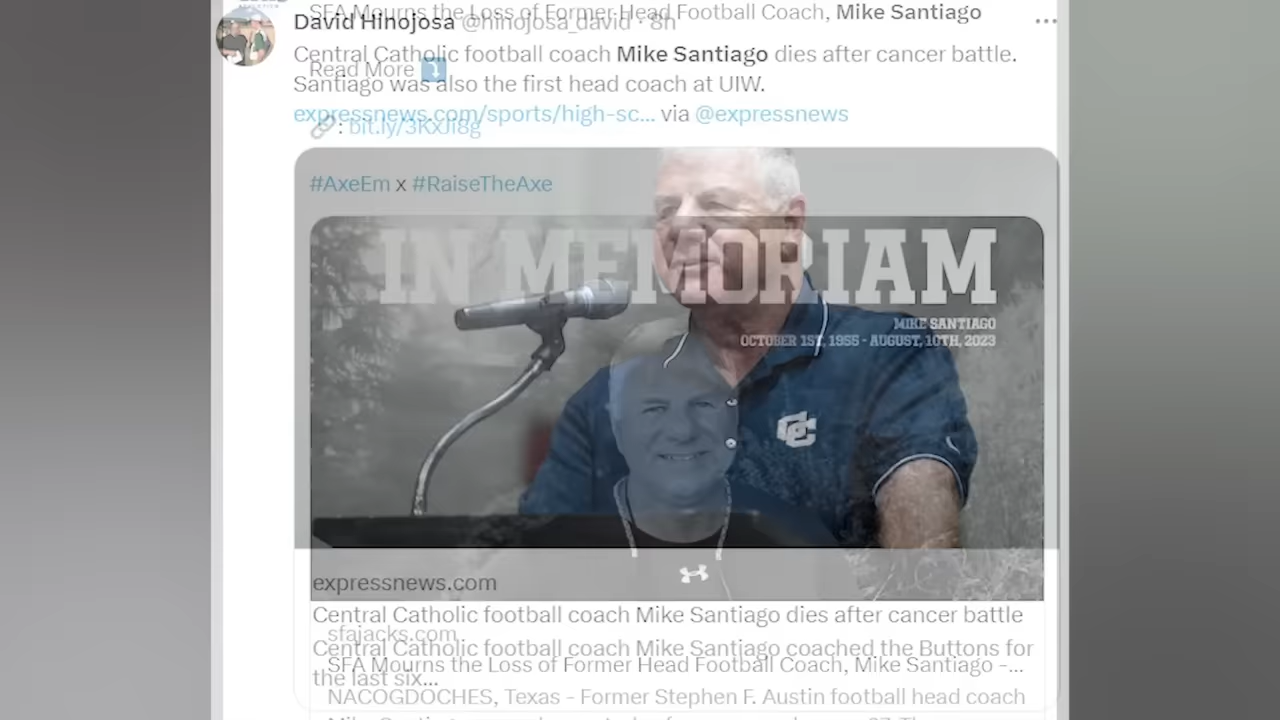 SFA Mourns the Loss of Former Head Football Coach, Mike Santiago
David Hinojosa @hinojosa_david · 8h
Central Catholic football coach Mike Santiago dies after cancer battle.
Read More
Santiago was also the first head coach at UIW.
expressnews.com/sports/high-sc... via @expressnews
: bit.ly/3KxJI8g
#AxeEm x #RaiseTheAxe
IN MEMORIAM
MIKE SANTIAGO
OCTOBER 1ST, 1955 - AUGUST, 10TH, 2023
CC
expressnews.com
Central Catholic football coach Mike Santiago dies after cancer battle
sfajacks.com
Central Catholic football coach Mike Santiago coached the Buttons for
SFA Mourns the Loss of Former Head Football Coach, Mike Santiago -...
the last six...
NACOGDOCHES, Texas - Former Stephen F. Austin football head coach